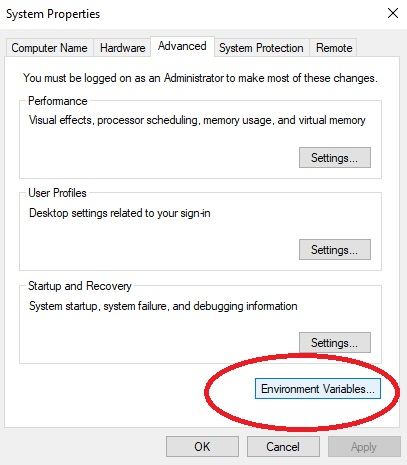 System Properties
Computer Name Hardware Advanced System Protection Remote
You must be logged on as an Administrator to make most of these changes.
Performance
Visual effects, processor scheduling, memory usage, and virtual memory
Settings...
User Profiles
Desktop settings related to your sign-in
Settings...
Startup and Recovery
System startup, system failure, and debugging information
Settings...
Environment Variables...
OK Cancel Apply